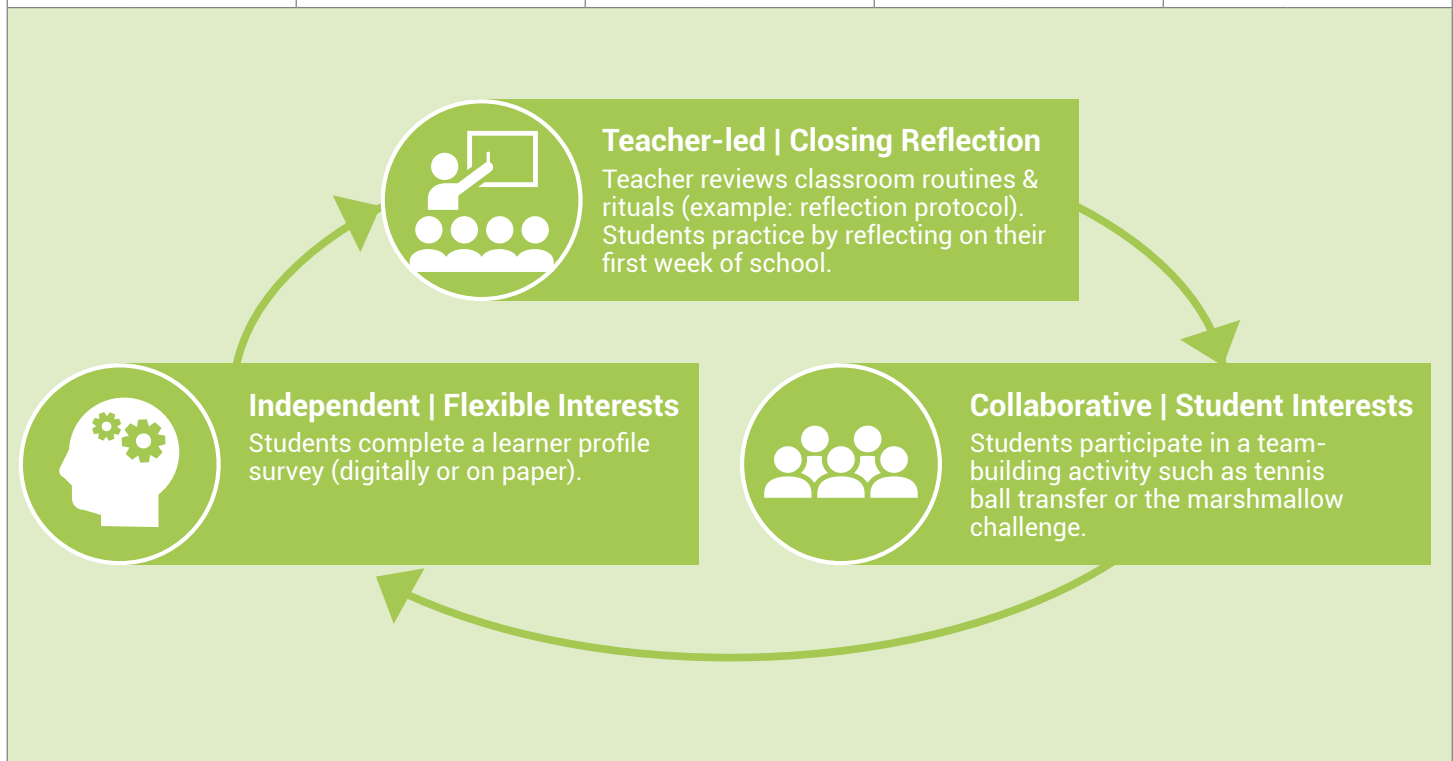 Teacher-led | Closing Reflection
Teacher reviews classroom routines &
rituals (example: reflection protocol).
Students practice by reflecting on their
first week of school.
Independent | Flexible Interests
Students complete a learner profile
survey (digitally or on paper).
Collaborative | Student Interests
Students participate in a team-
building activity such as tennis
ball transfer or the marshmallow
challenge.